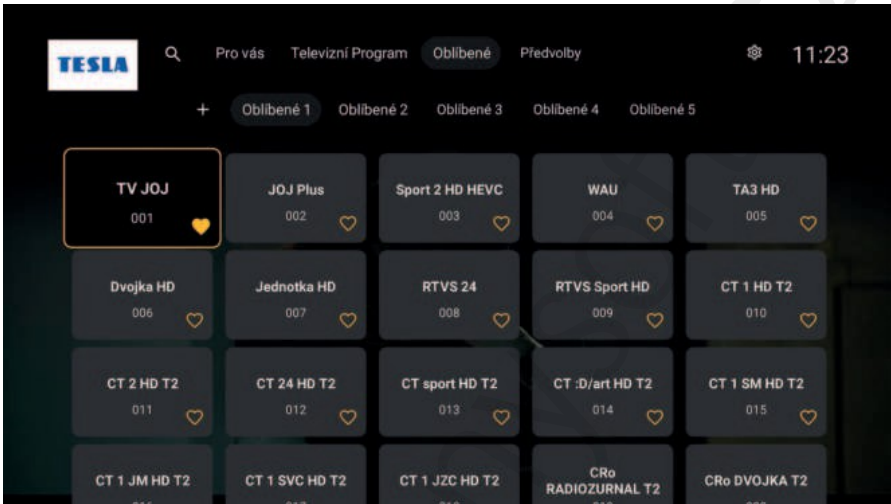 TESLA
Pro vás Televizní Program Oblíbené Předvolby 11:23
+ Oblíbené 1 Oblíbené 2 Oblíbené 3 Oblíbené 4 Oblíbené 5
TV JOJ JOJ Plus Sport 2 HD HEVC WAU TA3 HD
001 002 003 004 005
Dvojka HD Jednotka HD RTVS 24 RTVS Sport HD CT 1 HD T2
006 007 008 009 010
CT 2 HD T2 CT 24 HD T2 CT sport HD T2 CT :D/art HD T2 CT 1 SM HD T2
011 012 013 014 015
CT 1 JM HD T2 CT 1 SVC HD T2 CT 1 JZC HD T2 CRo RADIOZURNAL T2 CRo DVOJKA T2